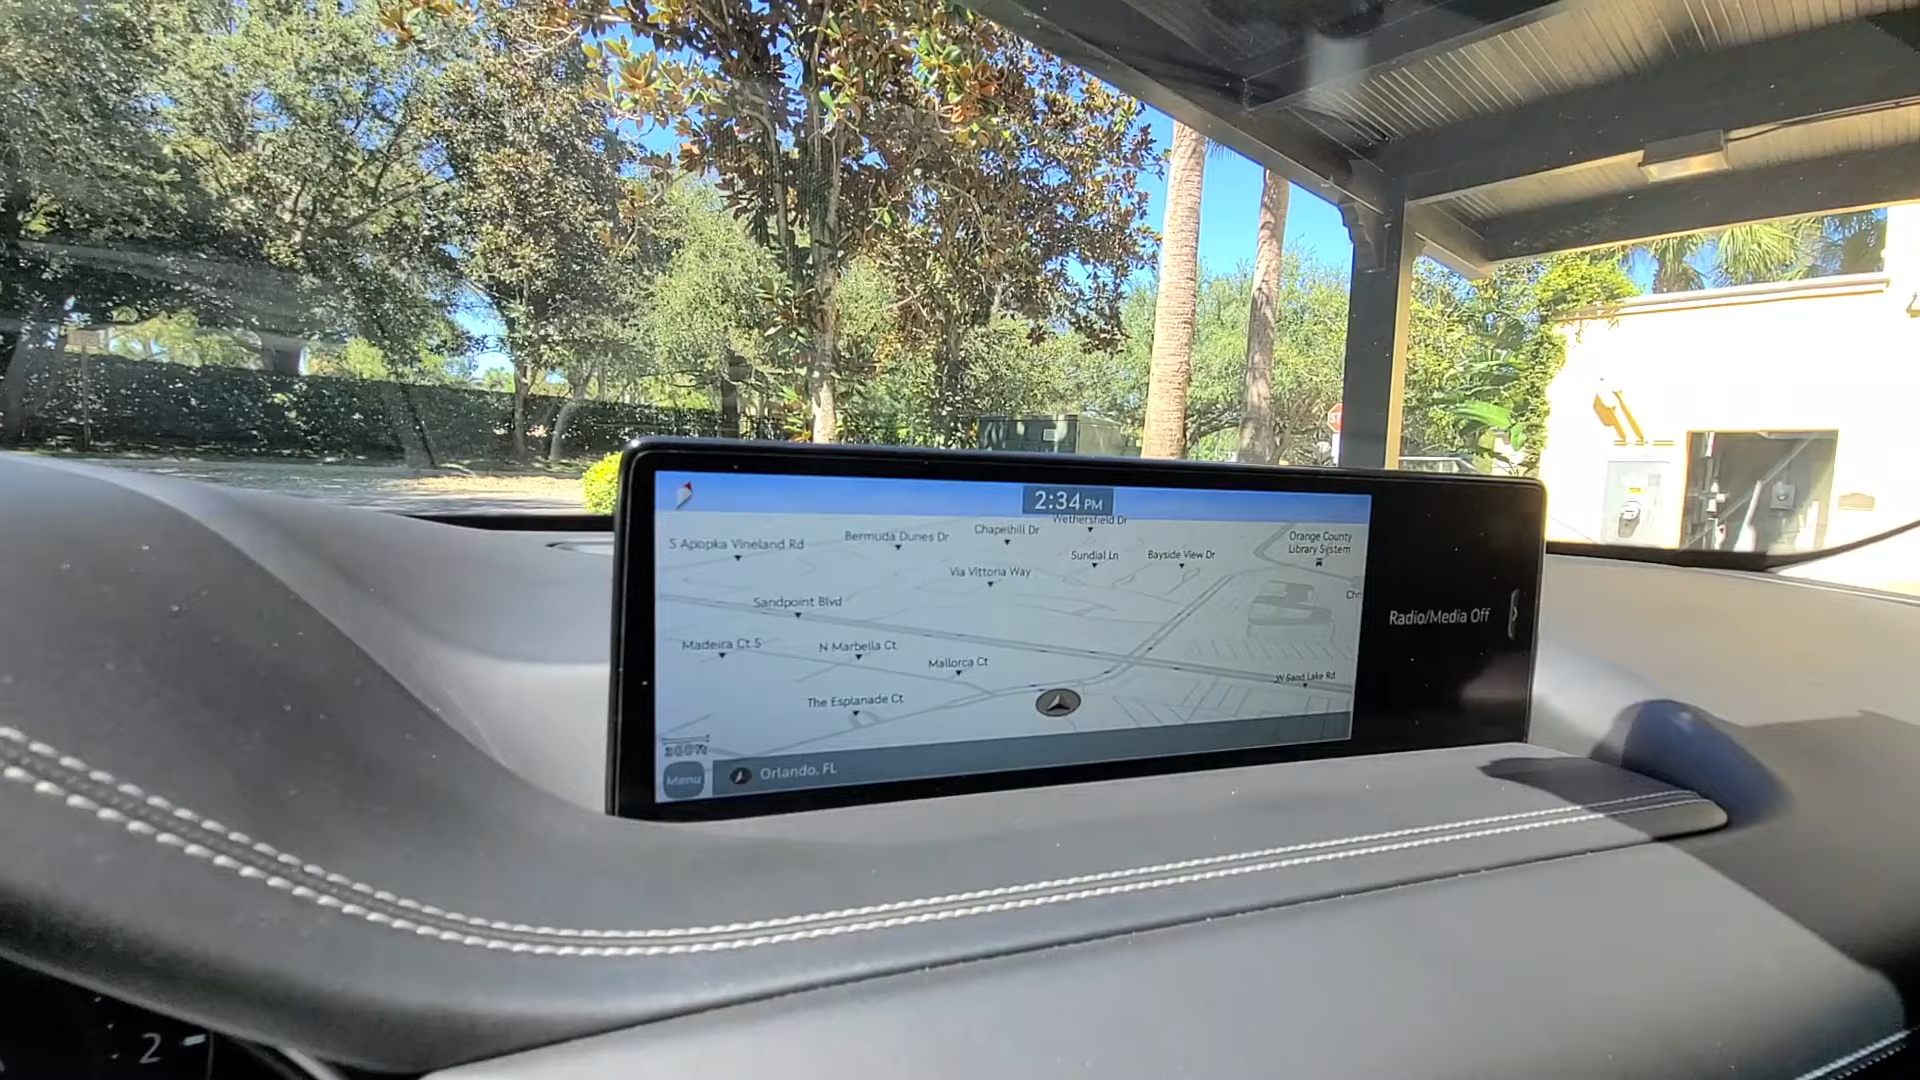 2:34 PM
Wethersfield Dr
Chapelhill Dr
Bermuda Dunes Dr
S Apopka Vineland Rd
Orange County
Library System
Sundial Ln
Bayside View Dr
Via Vittoria Way
Chr
Sandpoint Blvd
Radio/Media Off
Madeira Ct S
N Marbella Ct
Mallorca Ct
W Sand Lake Rd
The Esplanade Ct
Menu
Orlando, FL
2